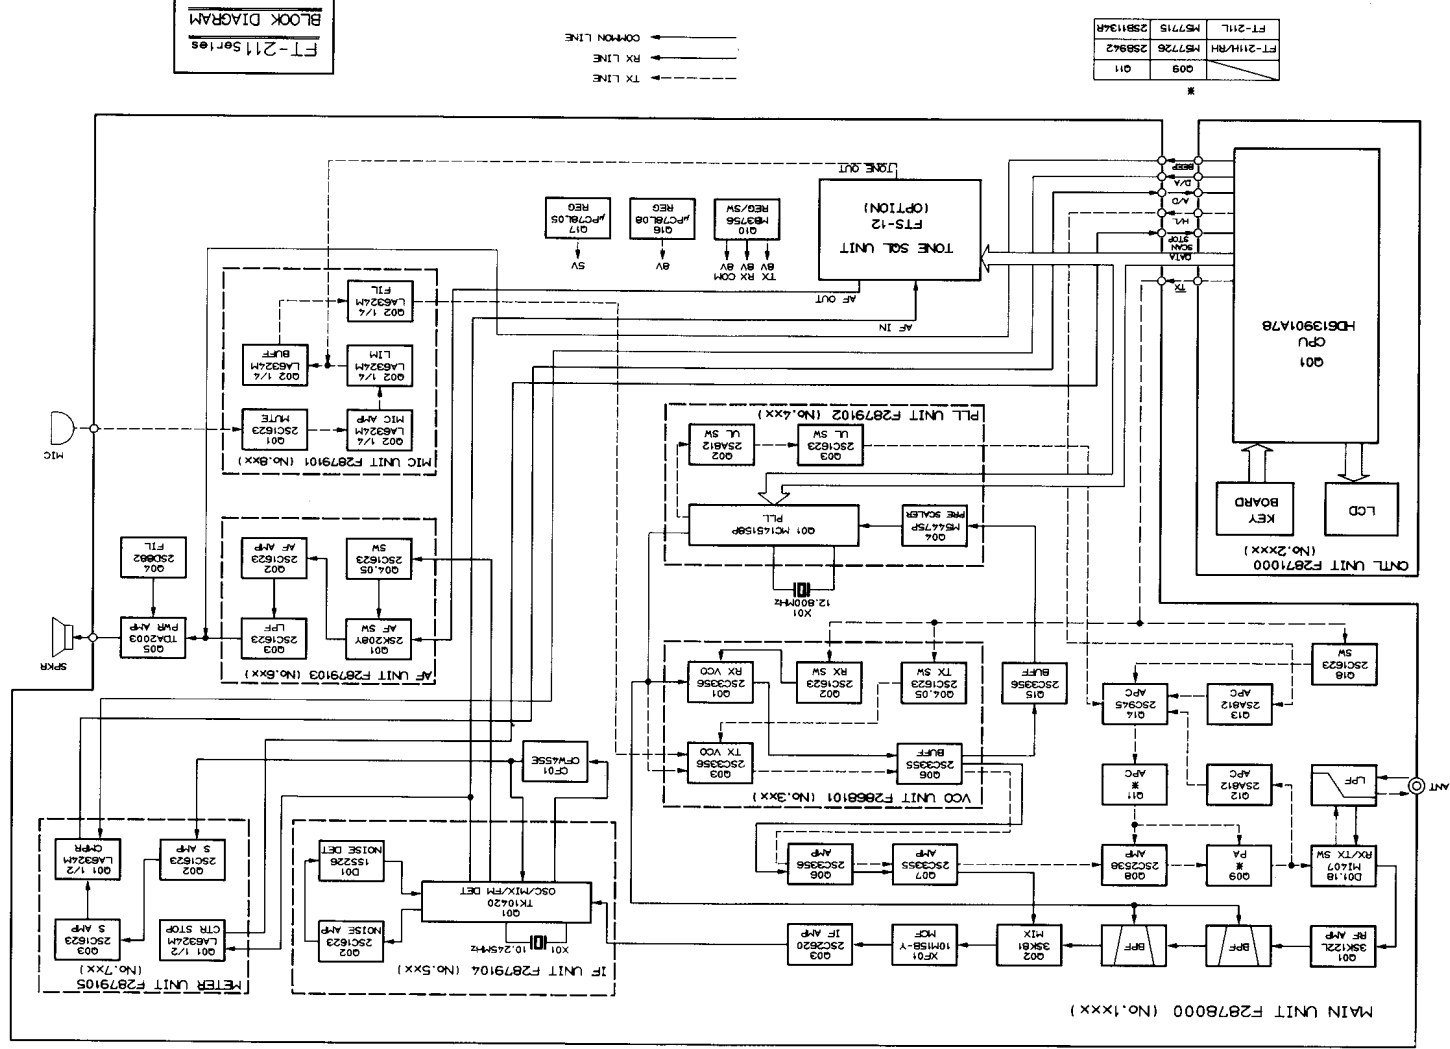 MAIN UNIT F2878000 (No.1xxx)
Q01
3SK122L
RF AMP
BPF
BPF
Q02
3SK61
MIX
XF01
10M15B-Y
MCF
Q03
2SC2620
IF AMP
IF UNIT F2879104 (No.5xx)
X01
10.245MHz
Q01
TK10420
OSC/MIX/FM DET
Q02
2SC1623
NOISE AMP
D01
1SS226
NOISE DET
METER UNIT F2879105
(No.7xx)
Q01 1/2
LA6324M
CTR STOP
Q03
2SC1623
S AMP
Q02
2SC1623
S AMP
Q01 1/2
LA6324M
CMPR
ANT
LPF
D01,18
MI407
RX/TX SW
Q09
*
PA
Q08
2SC2538
AMP
Q07
2SC3355
AMP
Q06
2SC3356
AMP
CF01
CFW455E
Q12
2SA812
APC
Q11
*
APC
Q13
2SA812
APC
Q14
2SC945
APC
Q18
2SC1623
SW
VCO UNIT F2868101 (No.3xx)
Q06
2SC3355
BUFF
Q03
2SC3356
TX VCO
Q15
2SC3356
BUFF
Q04,05
2SC1623
TX SW
Q02
2SC1623
RX SW
Q01
2SC3356
RX VCO
AF UNIT F2879103 (No.6xx)
Q01
2SK208Y
AF SW
Q03
2SC1623
LPF
Q04,05
2SC1623
SW
Q02
2SC1623
AF AMP
Q05
TDA2003
PWR AMP
Q04
2SD882
FIL
SPKR
CNTL UNIT F2871000
(No.2xxx)
LCD
KEY
BOARD
Q01
CPU
HD613901A78
X01
12.800MHz
Q04
M54475P
PRE SCALER
Q01 MC145158P
PLL
Q03
2SC1623
UL SW
Q02
2SA812
UL SW
PLL UNIT F2879102 (No.4xx)
MIC UNIT F2879101 (No.8xx)
Q02 1/4
LA6324M
MIC AMP
Q01
2SC1623
MUTE
Q02 1/4
LA6324M
LIM
Q02 1/4
LA6324M
BUFF
Q02 1/4
LA6324M
FIL
MIC
TX
DATA
SCAN
STOP
H/L
A/D
D/A
BEEP
AF IN
AF OUT
TONE SQL UNIT
FTS-12
(OPTION)
TONE OUT
TX RX COM
8V 8V 8V
Q10
MB3756
REG/SW
8V
Q16
µPC78L08
REG
5V
Q17
µPC78L05
REG
*
Q09 Q11
FT-211H/RH M57726 2SB942
FT-211L M57715 2SB1134R
TX LINE
RX LINE
COMMON LINE
FT-211Series
BLOOK DIAGRAM